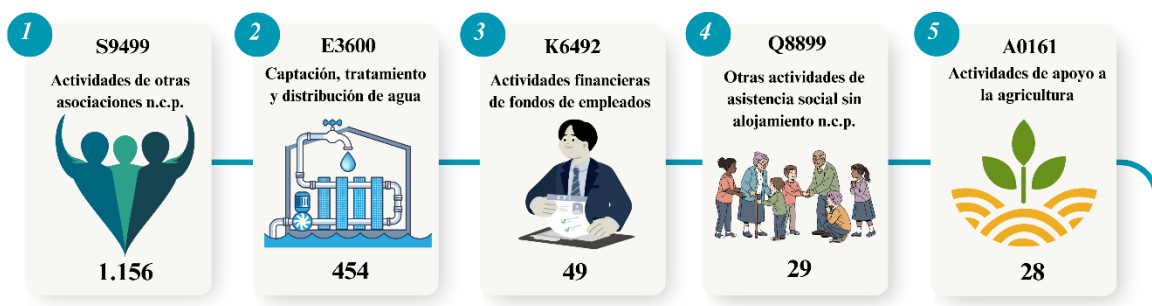 1
S9499
Actividades de otras
asociaciones n.c.p.
1.156
2
E3600
Captación, tratamiento
y distribución de agua
454
3
K6492
Actividades financieras
de fondos de empleados
49
4
Q8899
Otras actividades de
asistencia social sin
alojamiento n.c.p.
29
5
A0161
Actividades de apoyo a
la agricultura
28